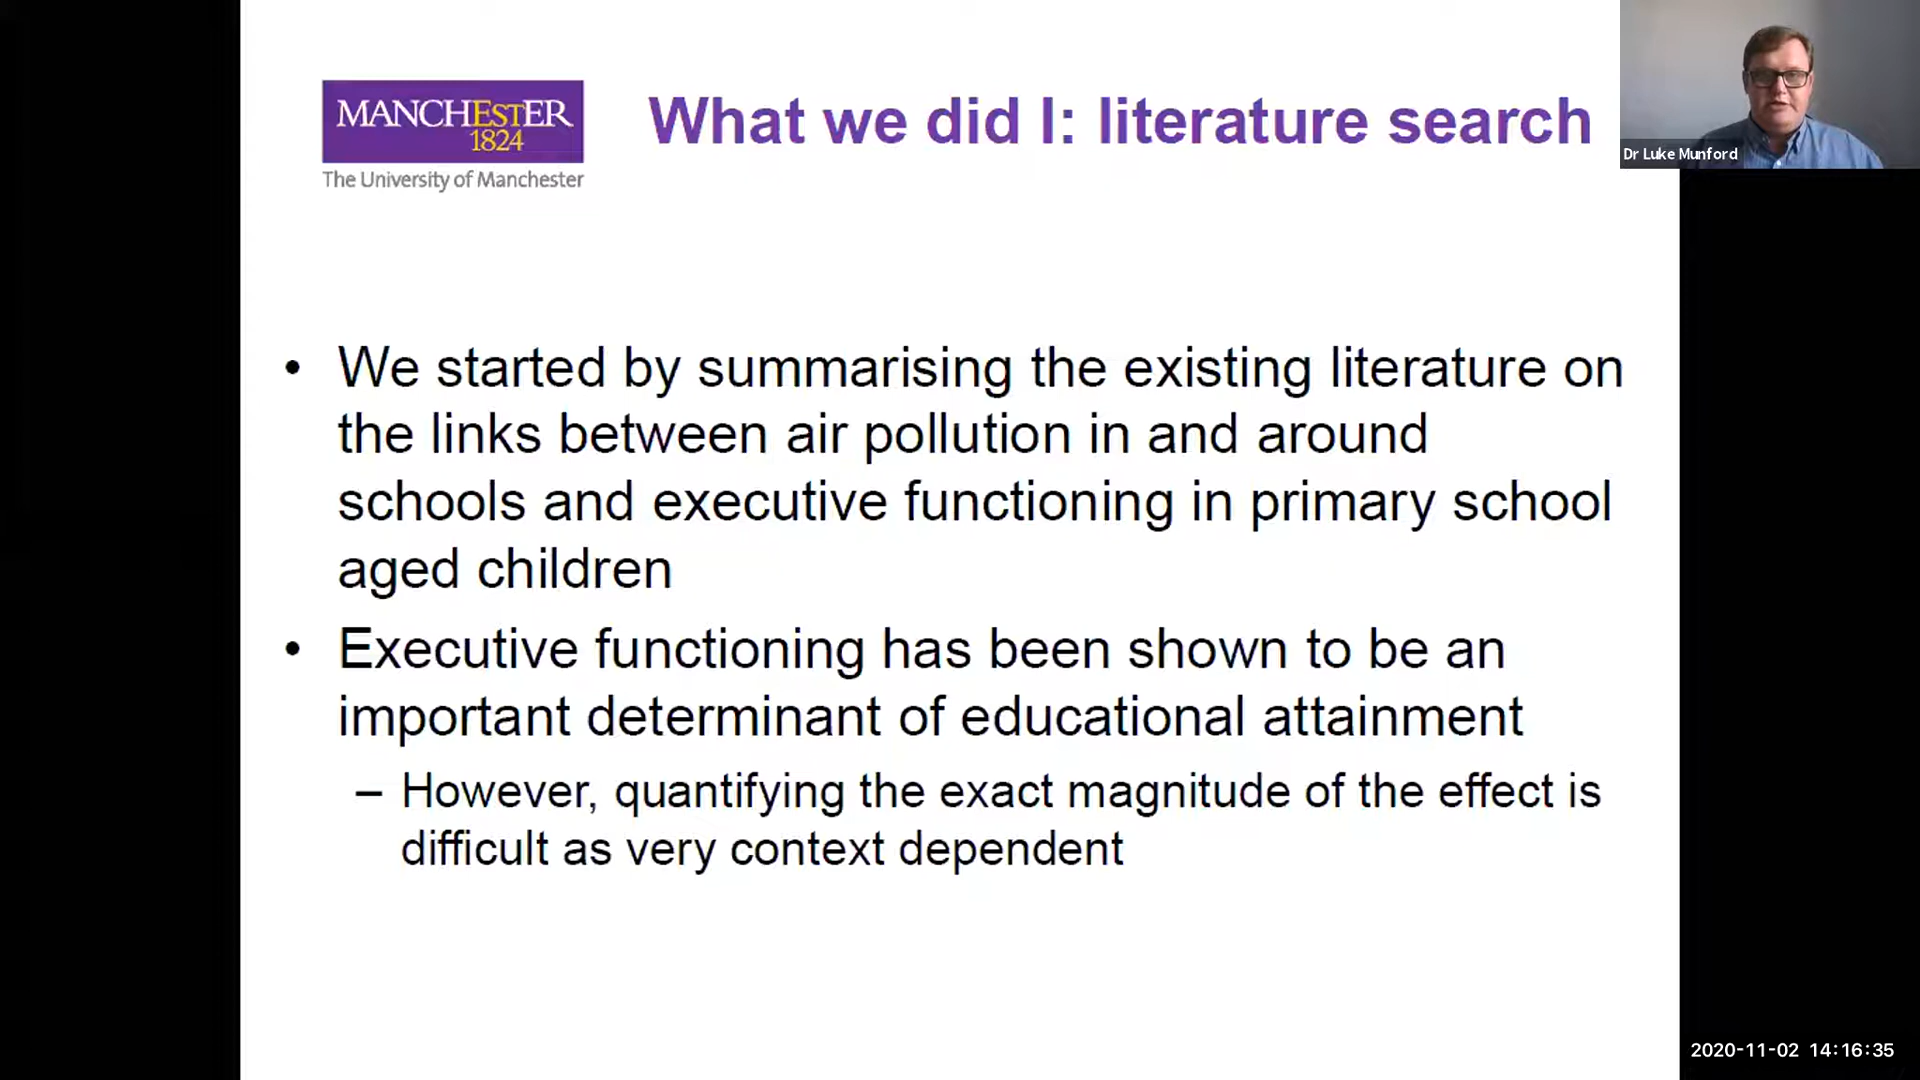 MANCHESTER
1824
The University of Manchester
What we did I: literature search
Dr Luke Munford
• We started by summarising the existing literature on
the links between air pollution in and around
schools and executive functioning in primary school
aged children
• Executive functioning has been shown to be an
important determinant of educational attainment
– However, quantifying the exact magnitude of the effect is
difficult as very context dependent
2020-11-02 14:16:35